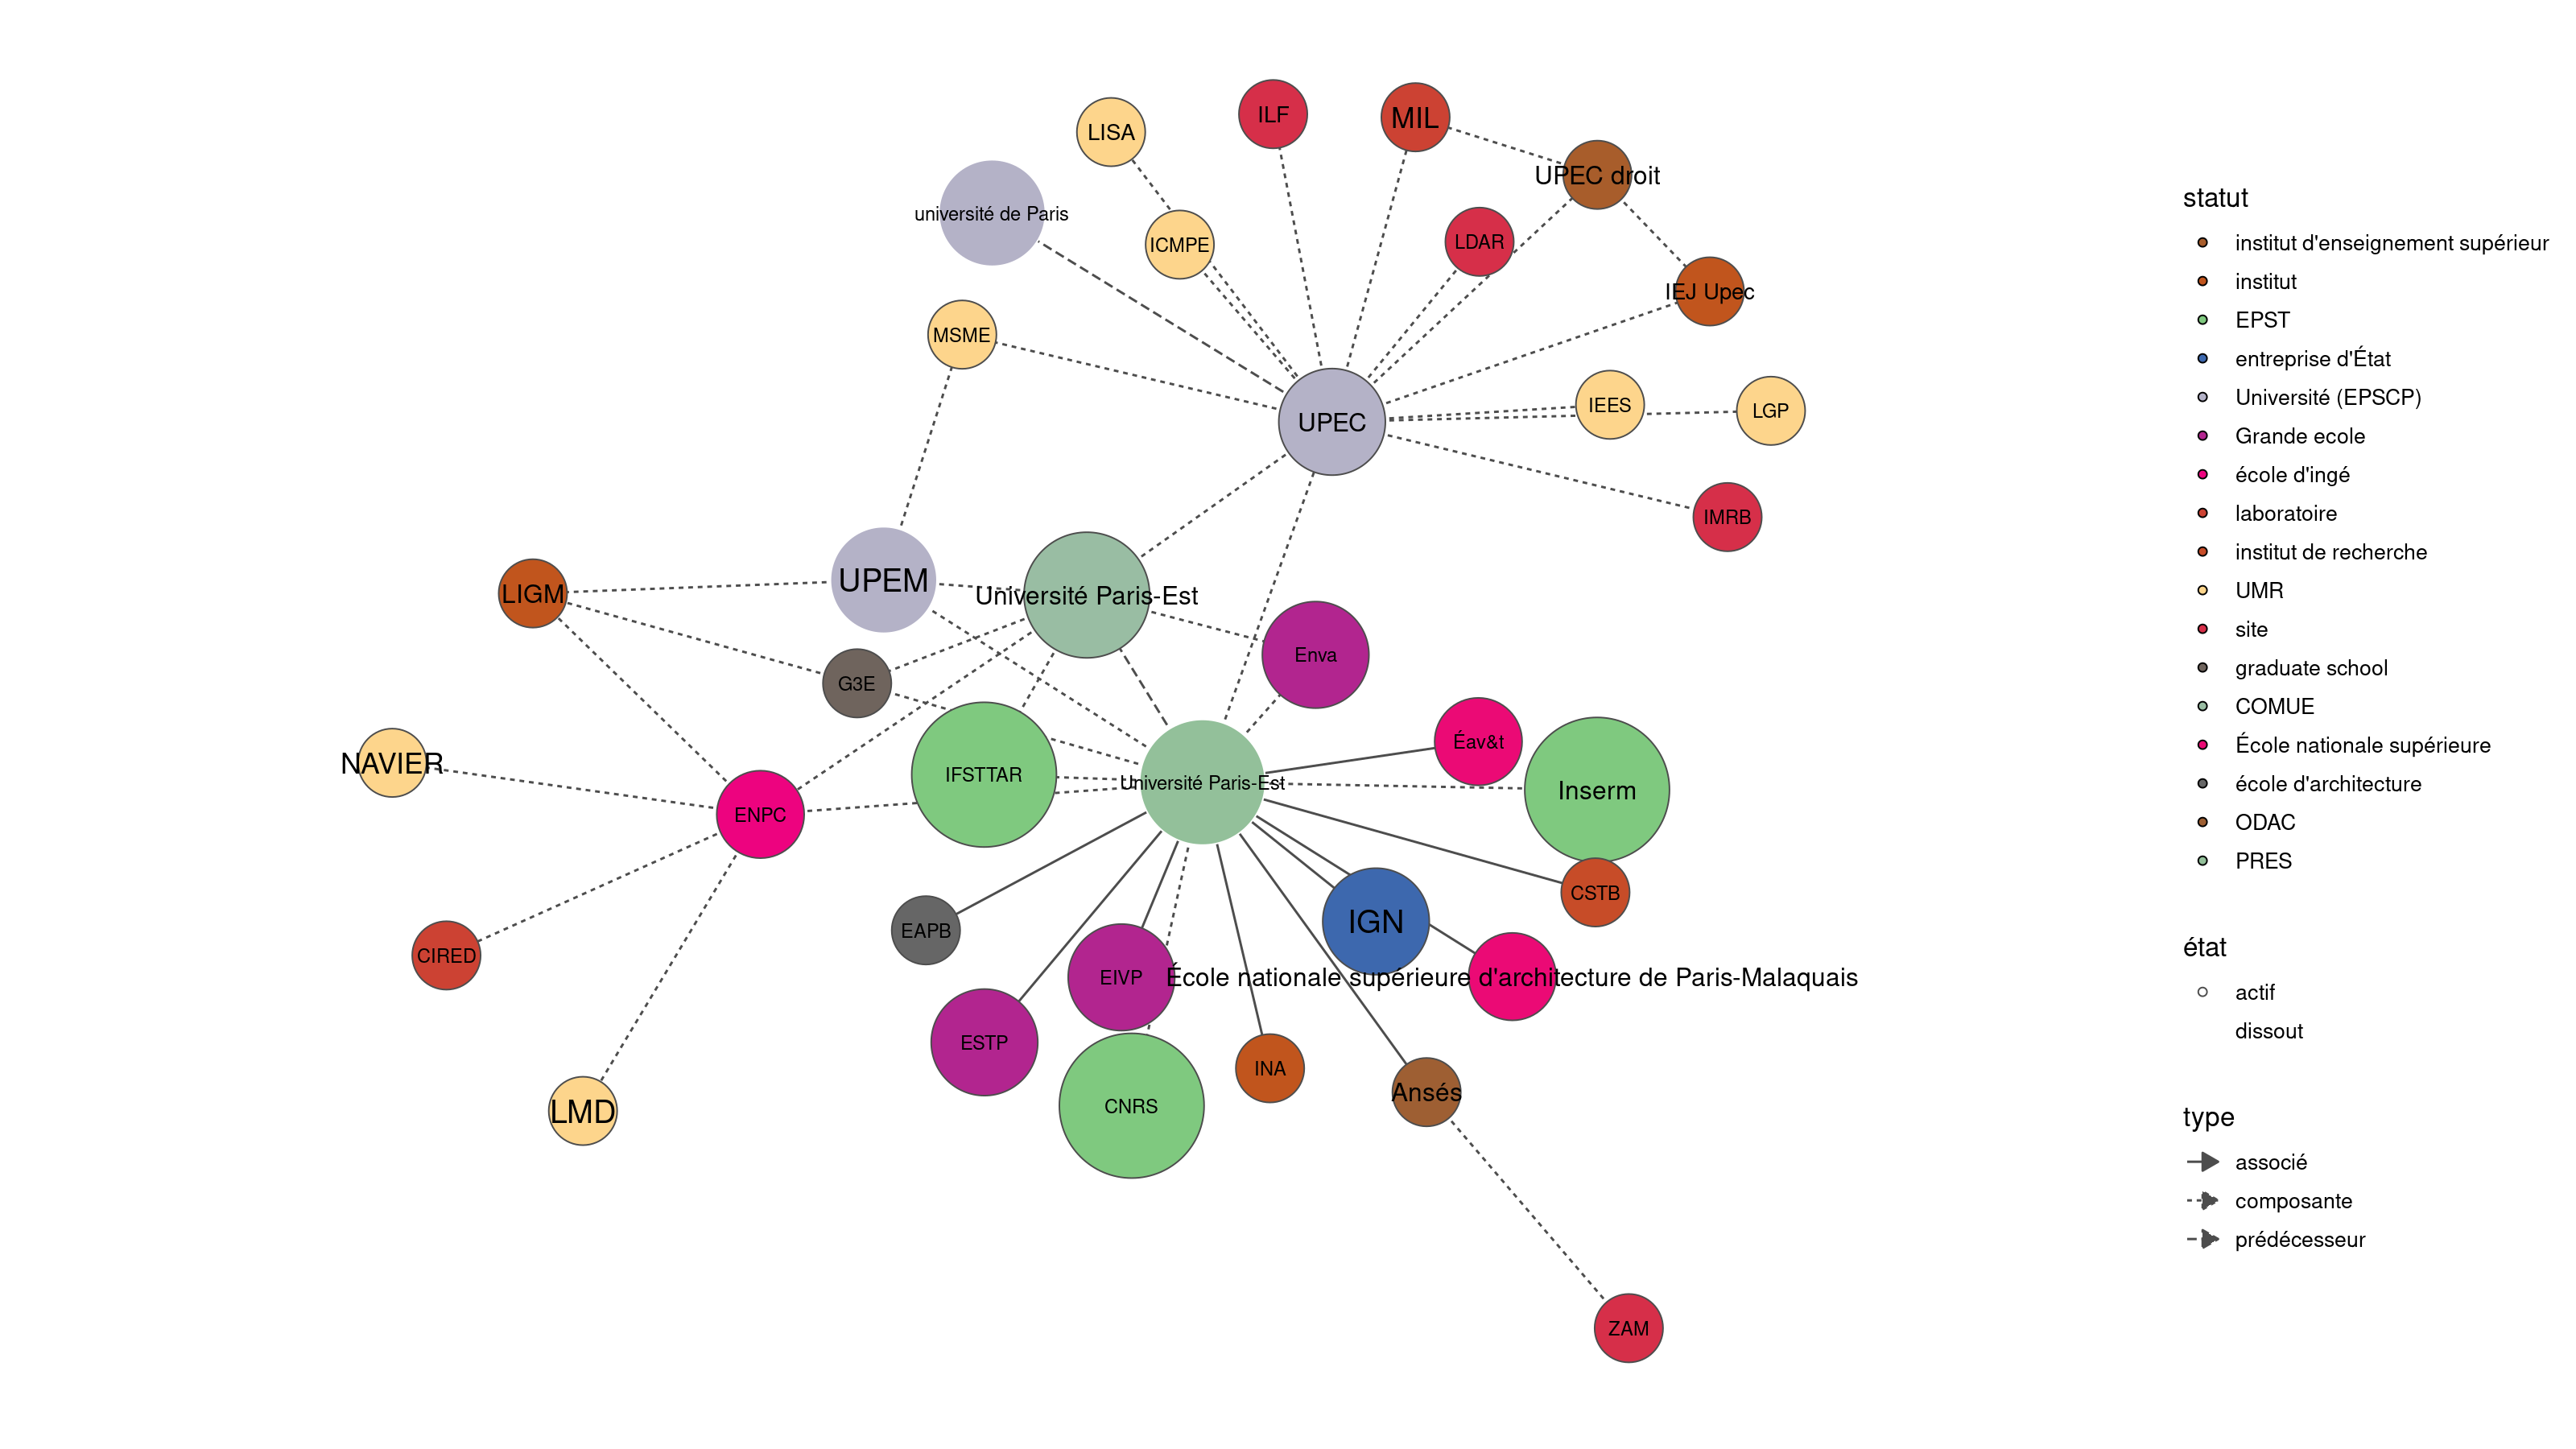 ILF
MIL
LISA
UPEC droit
université de Paris
ICMPE
LDAR
IEJ Upec
MSME
UPEC
IEES
LGP
IMRB
UPEM
LIGM
Université Paris-Est
Enva
G3E
Éav&t
NAVIER
IFSTTAR
Université Paris-Est
Inserm
ENPC
CSTB
IGN
EAPB
CIRED
EIVP
École nationale supérieure d'architecture de Paris-Malaquais
ESTP
INA
Ansés
CNRS
LMD
ZAM
statut
institut d'enseignement supérieur
institut
EPST
entreprise d'État
Université (EPSCP)
Grande ecole
école d'ingé
laboratoire
institut de recherche
UMR
site
graduate school
COMUE
École nationale supérieure
école d'architecture
ODAC
PRES
état
actif
dissout
type
associé
composante
prédécesseur